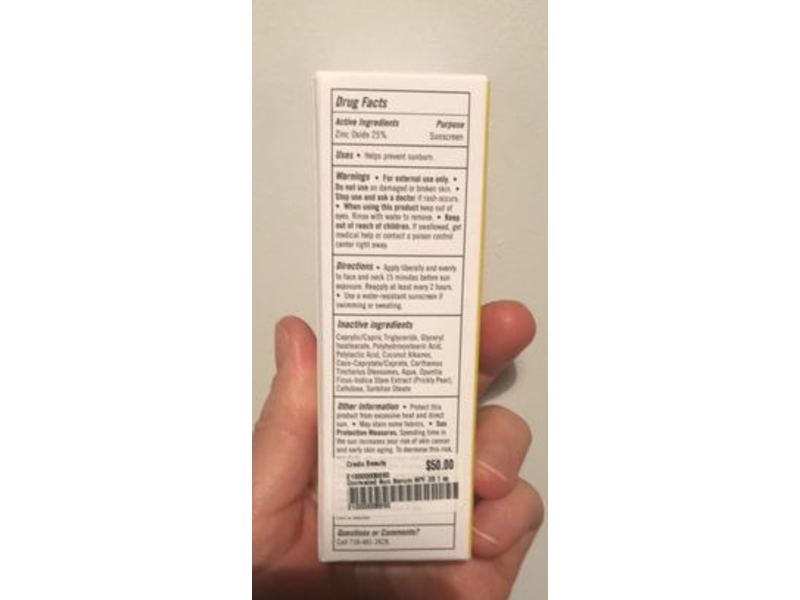 Drug Facts
Active Ingredients Purpose
Zinc Oxide 25% Sunscreen
Uses • Helps prevent sunburn.
Warnings • For external use only. •
Do not use on damaged or broken skin. •
Stop use and ask a doctor if rash occurs.
• When using this product keep out of
eyes. Rinse with water to remove. • Keep
out of reach of children. If swallowed, get
medical help or contact a poison control
center right away.
Directions • Apply liberally and evenly
to face and neck 15 minutes before sun
exposure. Reapply at least every 2 hours.
• Use a water-resistant sunscreen if
swimming or sweating.
Inactive ingredients
Caprylic/Capric Triglyceride, Glyceryl
Isostearate, Polyhydroxystearic Acid,
Polylactic Acid, Coconut Alkanes,
Coco-Caprylate/Caprate, Carthamus
Tinctorius Oleosomes, Aqua, Opuntia
Ficus-Indica Stem Extract (Prickly Pear),
Cellulose, Sorbitan Oleate
Other Information • Protect this
product from excessive heat and direct
sun. • May stain some fabrics. • Sun
Protection Measures. Spending time in
the sun increases your risk of skin cancer
and early skin aging. To decrease this risk,
Credo Beauty $50.00
Sun Serum SPF
Questions or Comments?
Call